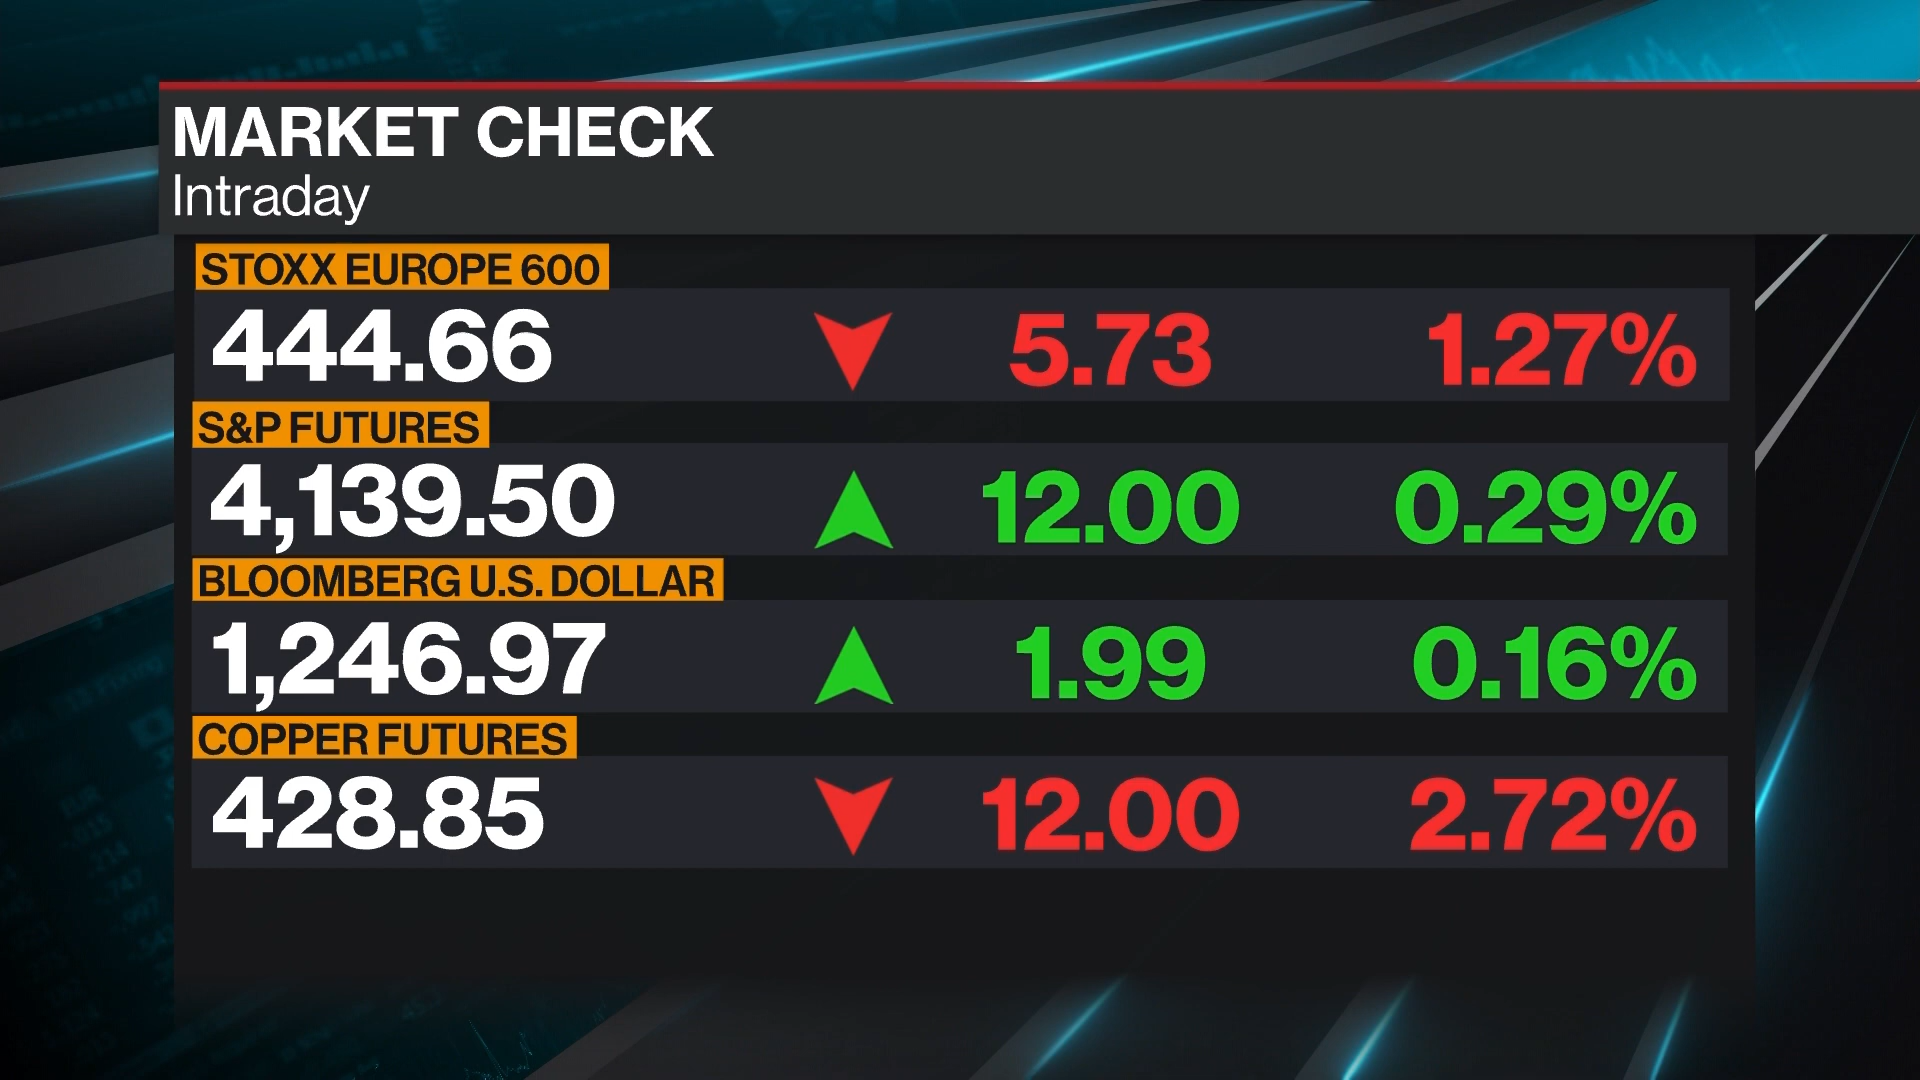 MARKET CHECK
Intraday
STOXX EUROPE 600
444.66 5.73 1.27%
S&P FUTURES
4,139.50 12.00 0.29%
BLOOMBERG U.S. DOLLAR
1,246.97 1.99 0.16%
COPPER FUTURES
428.85 12.00 2.72%